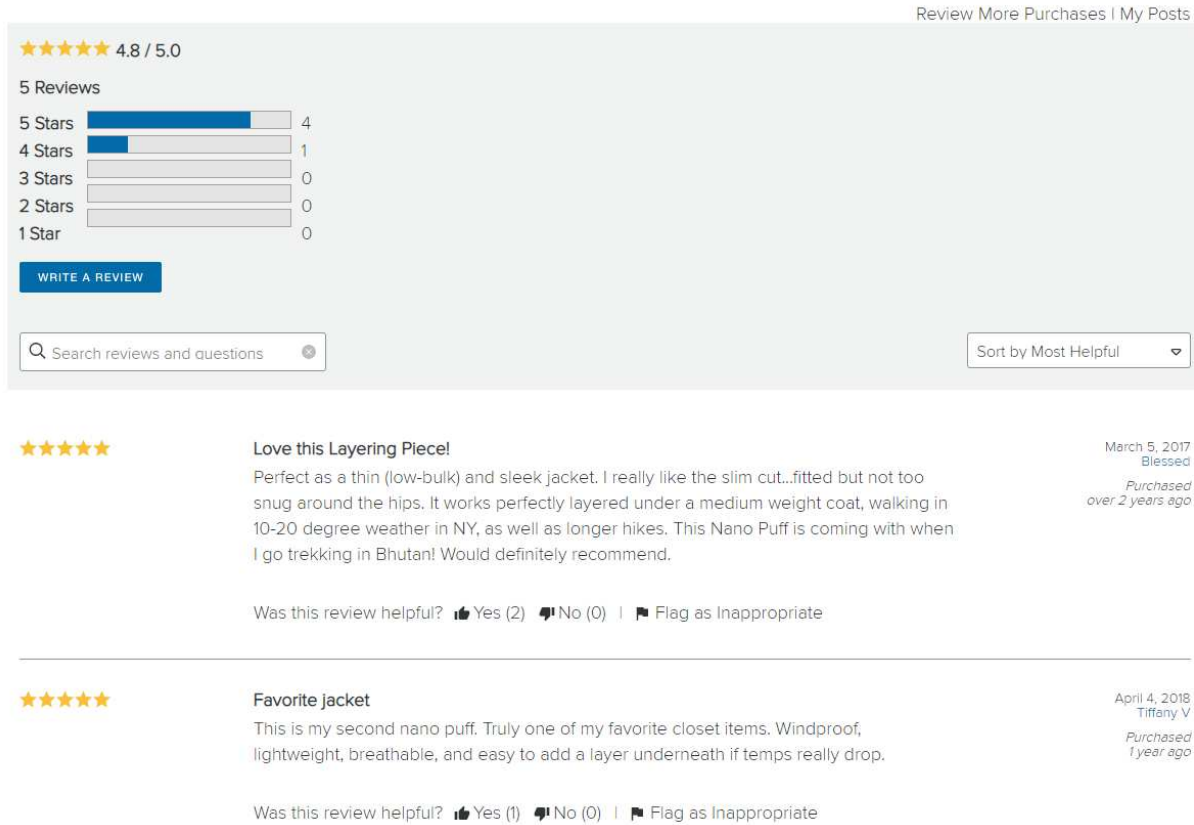 Review More Purchases | My Posts
4.8 / 5.0
5 Reviews
5 Stars 4
4 Stars 1
3 Stars 0
2 Stars 0
1 Star 0
WRITE A REVIEW
Search reviews and questions
Sort by Most Helpful
Love this Layering Piece!
March 5, 2017
Blessed
Purchased
over 2 years ago
Perfect as a thin (low-bulk) and sleek jacket. I really like the slim cut...fitted but not too
snug around the hips. It works perfectly layered under a medium weight coat, walking in
10-20 degree weather in NY, as well as longer hikes. This Nano Puff is coming with when
I go trekking in Bhutan! Would definitely recommend.
Was this review helpful? Yes (2) No (0) | Flag as Inappropriate
Favorite jacket
April 4, 2018
Tiffany V
Purchased
1 year ago
This is my second nano puff. Truly one of my favorite closet items. Windproof,
lightweight, breathable, and easy to add a layer underneath if temps really drop.
Was this review helpful? Yes (1) No (0) | Flag as Inappropriate